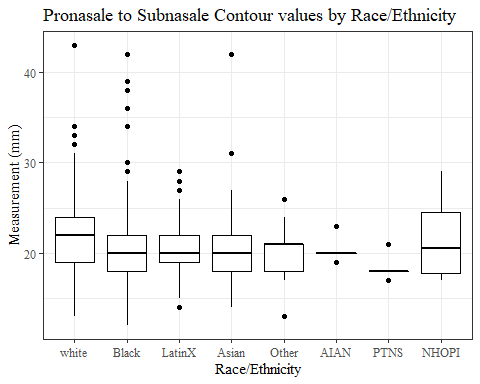 Pronasale to Subnasale Contour values by Race/Ethnicity
Measurement (mm)
40
30
20
white Black LatinX Asian Other AIAN PTNS NHOPI
Race/Ethnicity